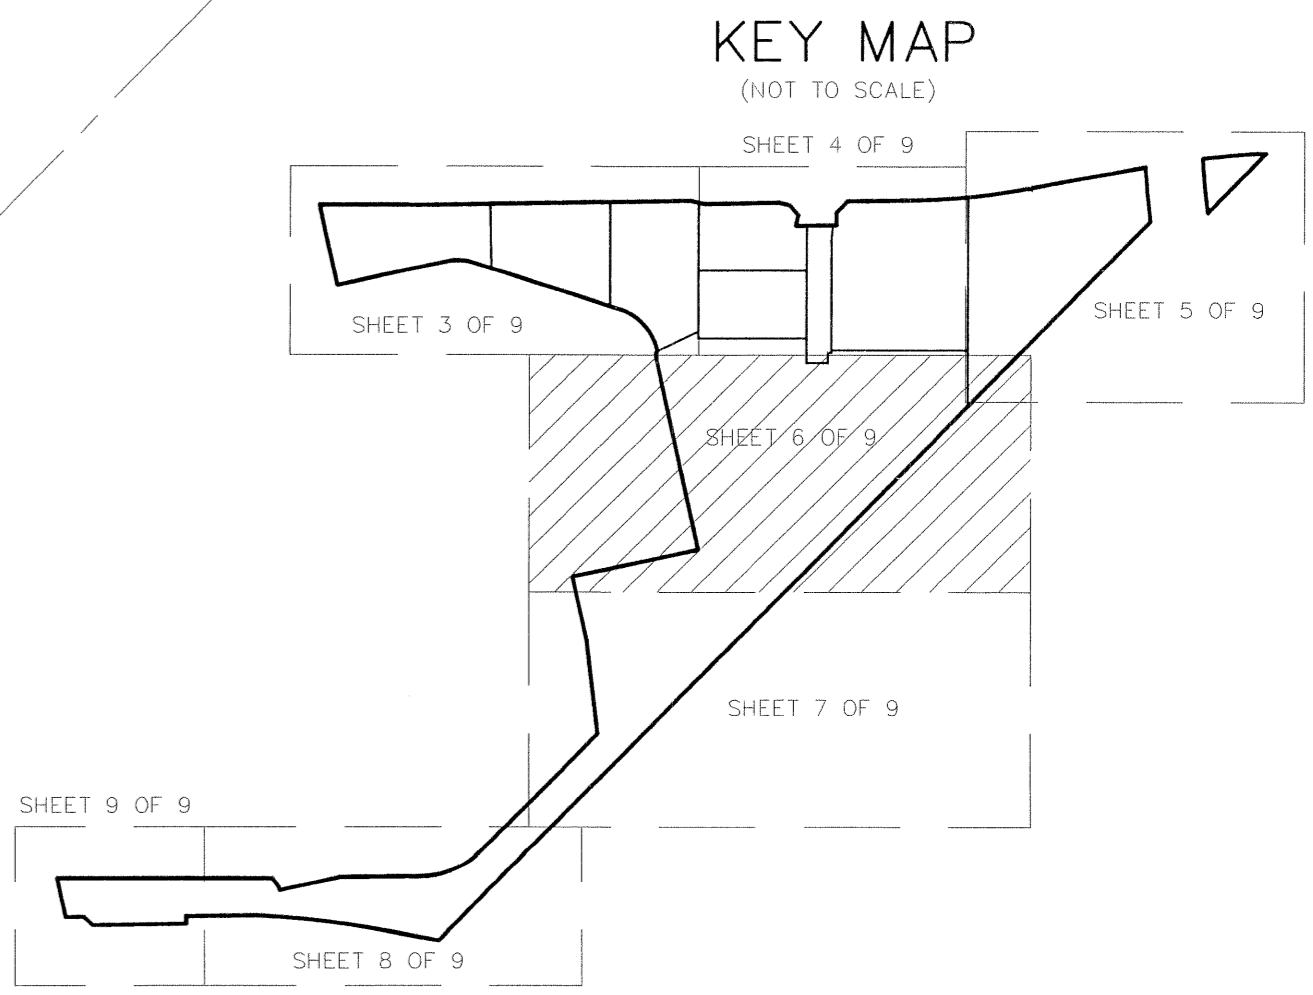 KEY MAP
(NOT TO SCALE)
SHEET 4 OF 9
SHEET 5 OF 9
SHEET 3 OF 9
SHEET 6 OF 9
SHEET 7 OF 9
SHEET 9 OF 9
SHEET 8 OF 9